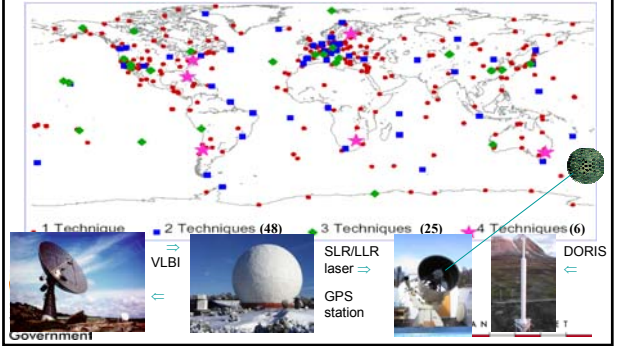 1 Technique 2 Techniques (48) 3 Techniques (25) 4 Techniques (6)
⇒
VLBI
⇐
SLR/LLR
laser ⇒
GPS
station
DORIS
⇐
Government